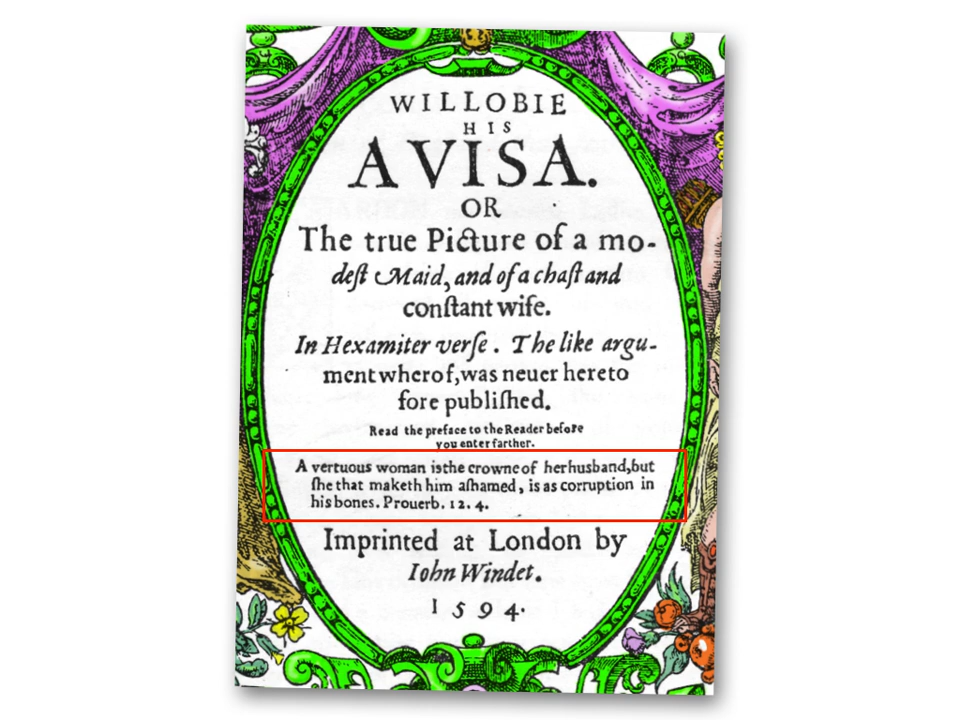 WILLOBIE
HIS
AVISA.
OR
The true Picture of a mo-
deſt Maid, and of a chaſt and
conſtant wife.
In Hexamiter verſe. The like argu-
ment wherof, was neuer hereto
fore publiſhed.
Read the preface to the Reader before
you enter farther.
A vertuous woman is the crowne of her husband, but
ſhe that maketh him aſhamed, is as corruption in
his bones. Prouerb. 12. 4.
Imprinted at London by
Iohn Windet.
1594.